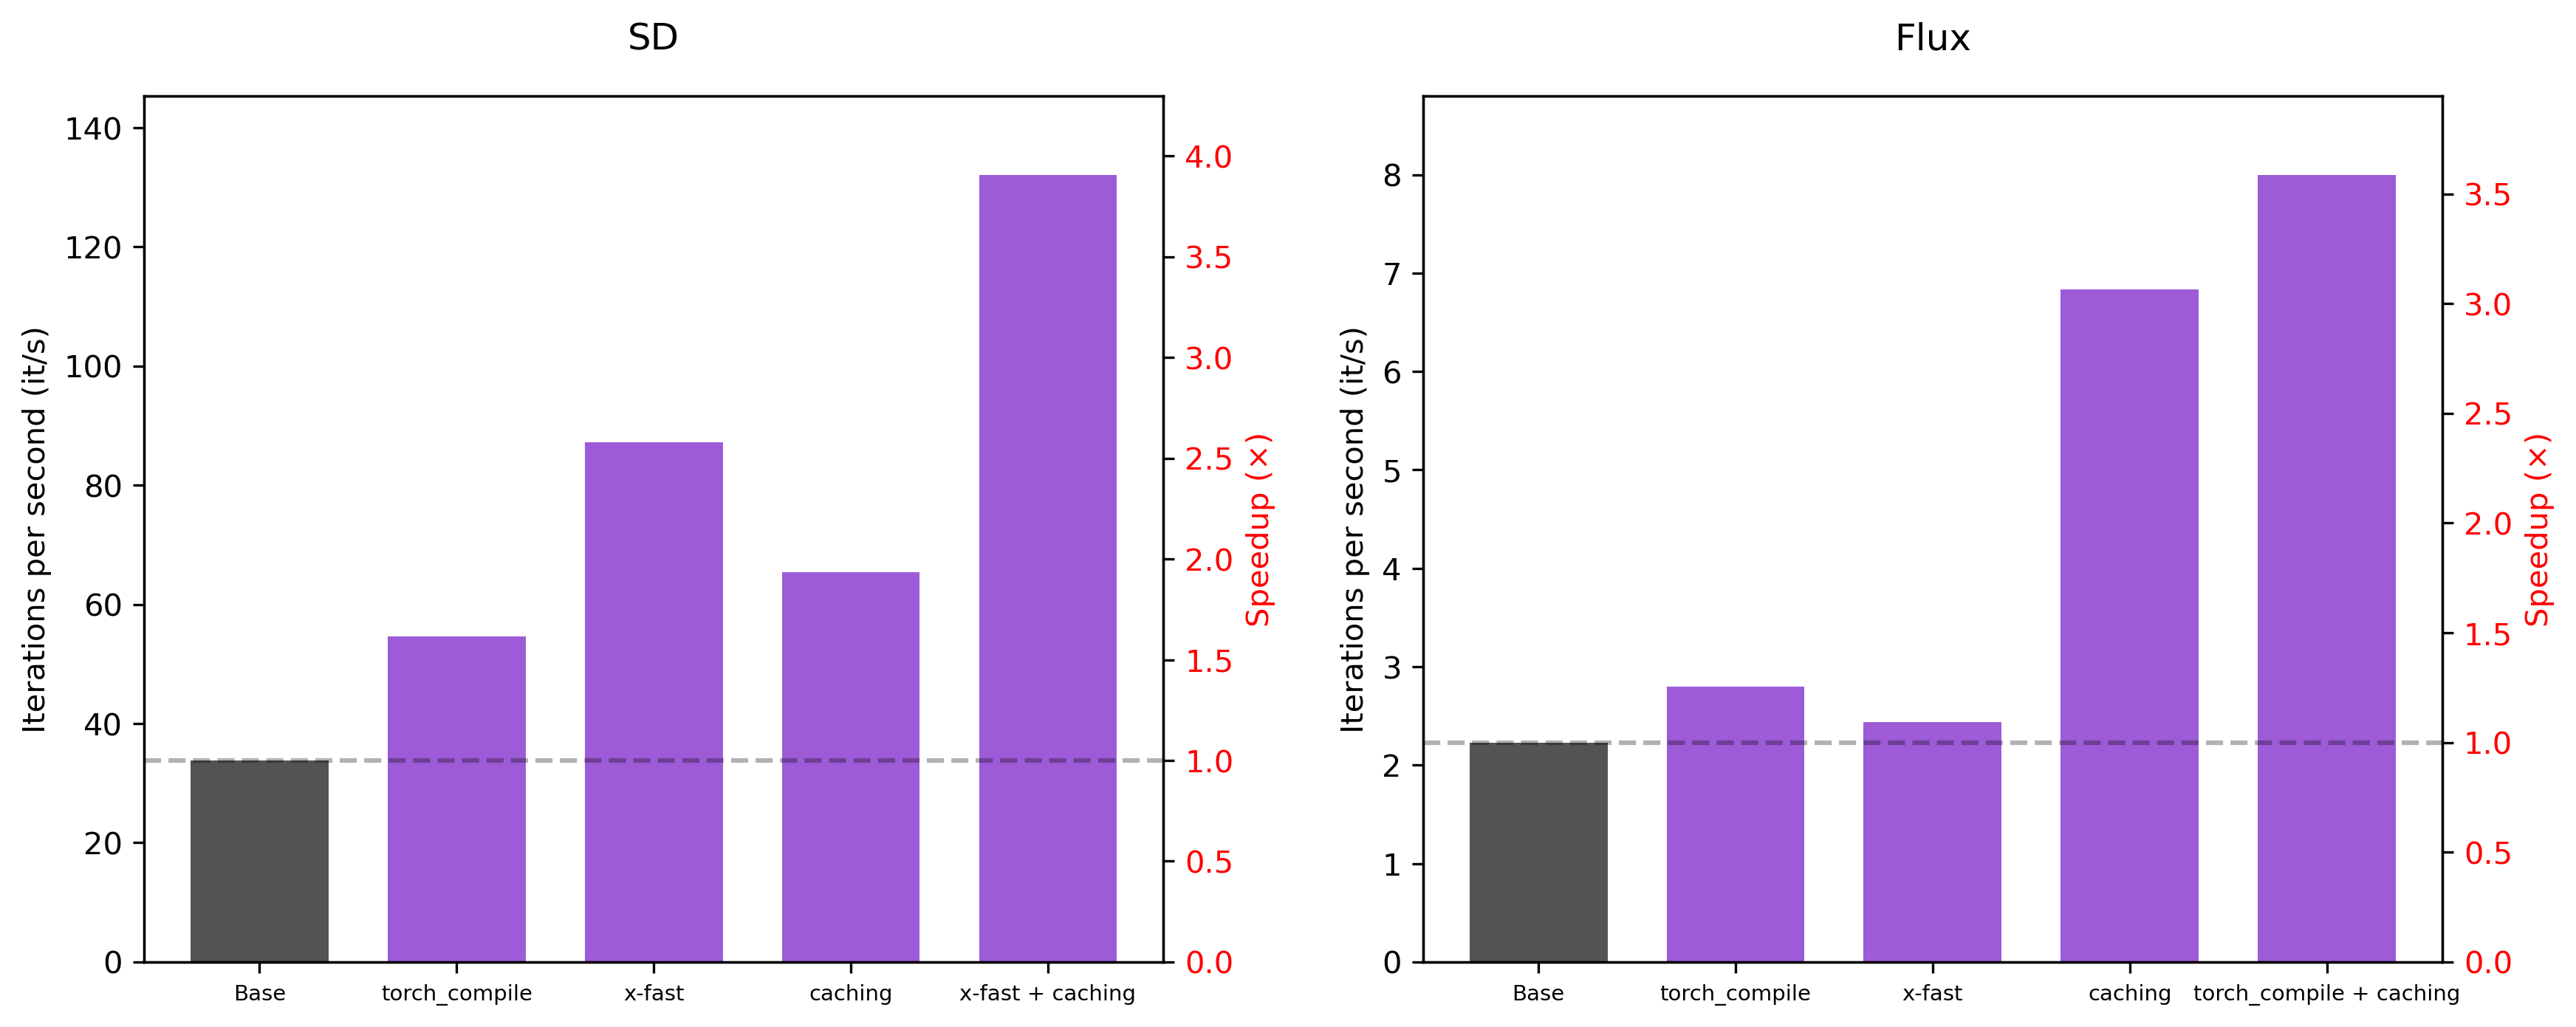 SD
Iterations per second (it/s)
140
120
100
80
60
40
20
0
4.0
3.5
3.0
2.5
2.0
1.5
1.0
0.5
0.0
Speedup (×)
Base
torch_compile
x-fast
caching
x-fast + caching
Flux
Iterations per second (it/s)
8
7
6
5
4
3
2
1
0
3.5
3.0
2.5
2.0
1.5
1.0
0.5
0.0
Speedup (×)
Base
torch_compile
x-fast
caching
torch_compile + caching